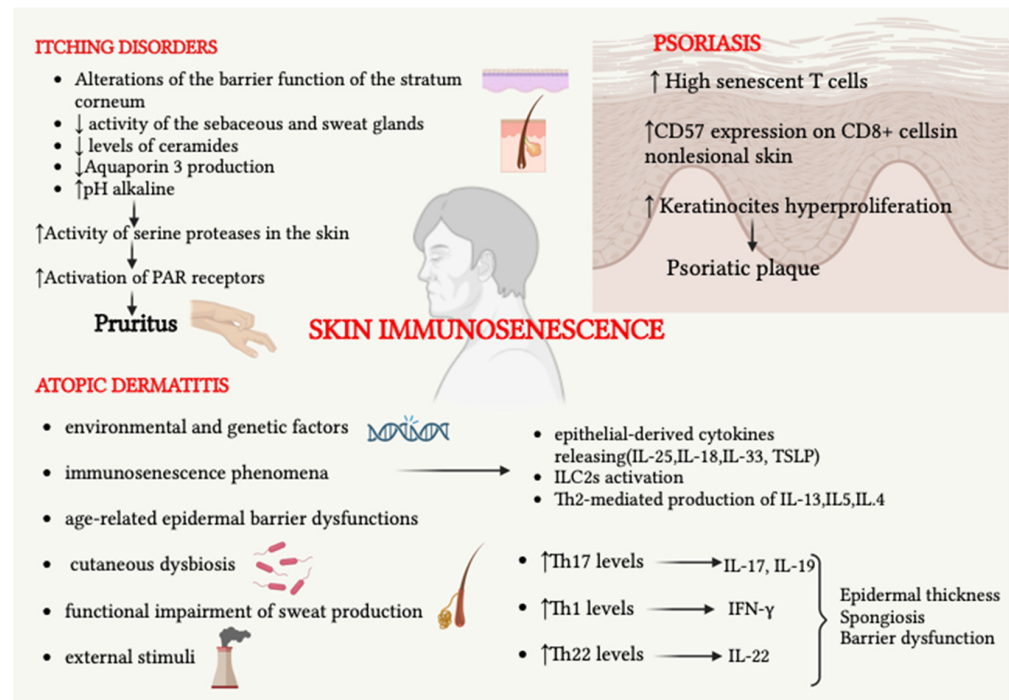 ITCHING DISORDERS
• Alterations of the barrier function of the stratum
corneum
• ↓ activity of the sebaceous and sweat glands
• ↓ levels of ceramides
• ↓Aquaporin 3 production
• ↑pH alkaline
↑Activity of serine proteases in the skin
↑Activation of PAR receptors
Pruritus
PSORIASIS
↑ High senescent T cells
↑CD57 expression on CD8+ cellsin
nonlesional skin
↑ Keratinocites hyperproliferation
Psoriatic plaque
SKIN IMMUNOSENESCENCE
ATOPIC DERMATITIS
• environmental and genetic factors
• immunosenescence phenomena
• age-related epidermal barrier dysfunctions
• cutaneous dysbiosis
• functional impairment of sweat production
• external stimuli
• epithelial-derived cytokines
releasing(IL-25,IL-18,IL-33, TSLP)
• ILC2s activation
• Th2-mediated production of IL-13,IL5,IL.4
• ↑Th17 levels → IL-17, IL-19
• ↑Th1 levels → IFN-γ
• ↑Th22 levels → IL-22
Epidermal thickness
Spongiosis
Barrier dysfunction